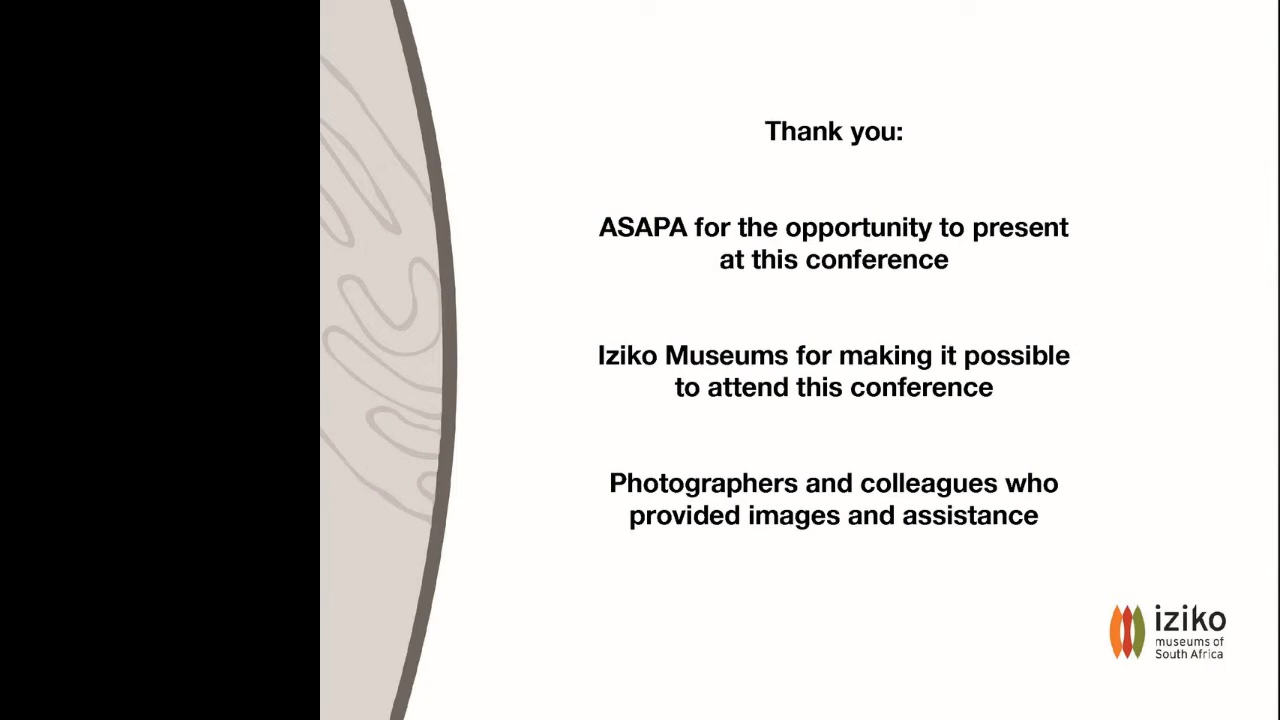 Thank you:
ASAPA for the opportunity to present
at this conference
Iziko Museums for making it possible
to attend this conference
Photographers and colleagues who
provided images and assistance
iziko
museums of
South Africa